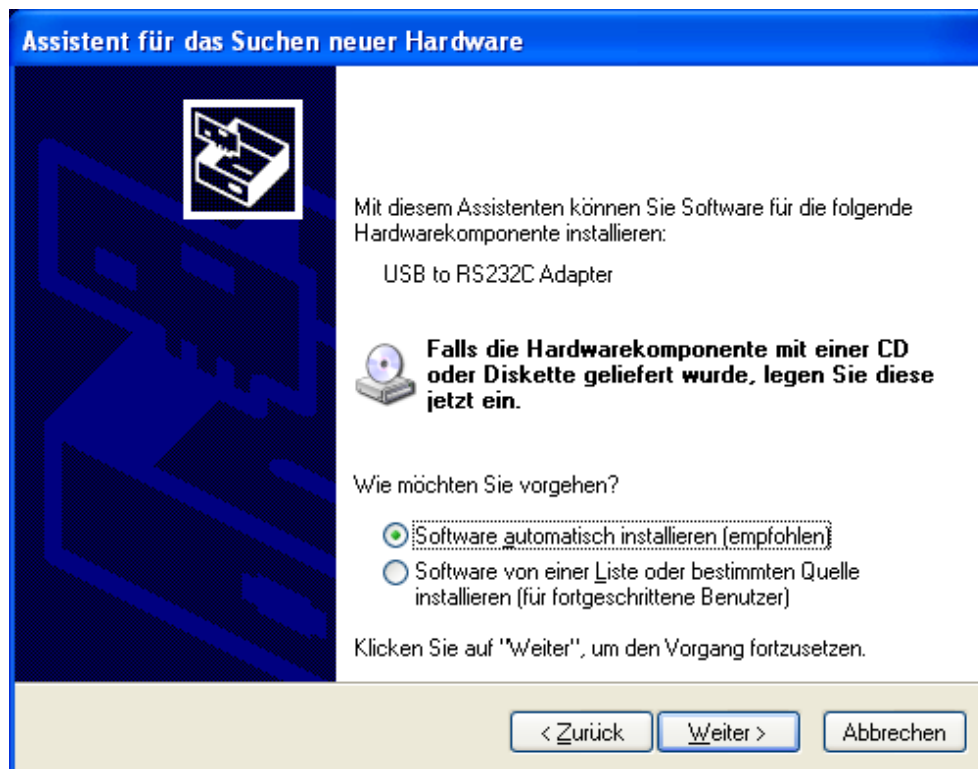 Assistent für das Suchen neuer Hardware
Mit diesem Assistenten können Sie Software für die folgende
Hardwarekomponente installieren:
USB to RS232C Adapter
Falls die Hardwarekomponente mit einer CD
oder Diskette geliefert wurde, legen Sie diese
jetzt ein.
Wie möchten Sie vorgehen?
Software automatisch installieren (empfohlen)
Software von einer Liste oder bestimmten Quelle
installieren (für fortgeschrittene Benutzer)
Klicken Sie auf "Weiter", um den Vorgang fortzusetzen.
< Zurück Weiter > Abbrechen